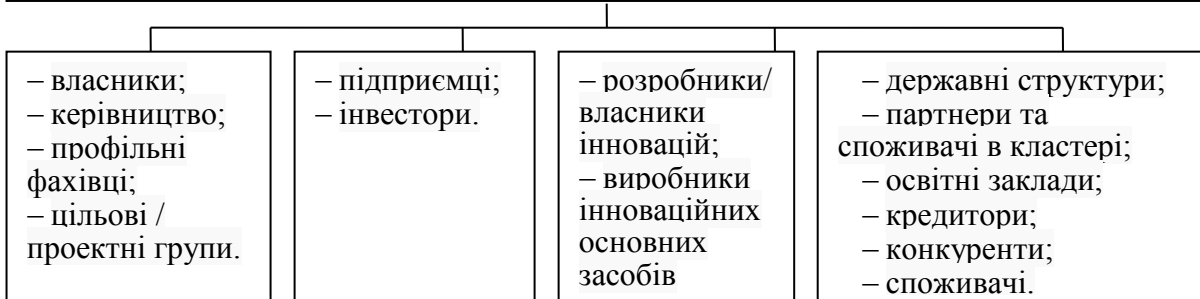 – власники;
– керівництво;
– профільні
фахівці;
– цільові /
проектні групи.
– підприємці;
– інвестори.
– розробники/
власники
інновацій;
– виробники
інноваційних
основних
засобів
– державні структури;
– партнери та
споживачі в кластері;
– освітні заклади;
– кредитори;
– конкуренти;
– споживачі.